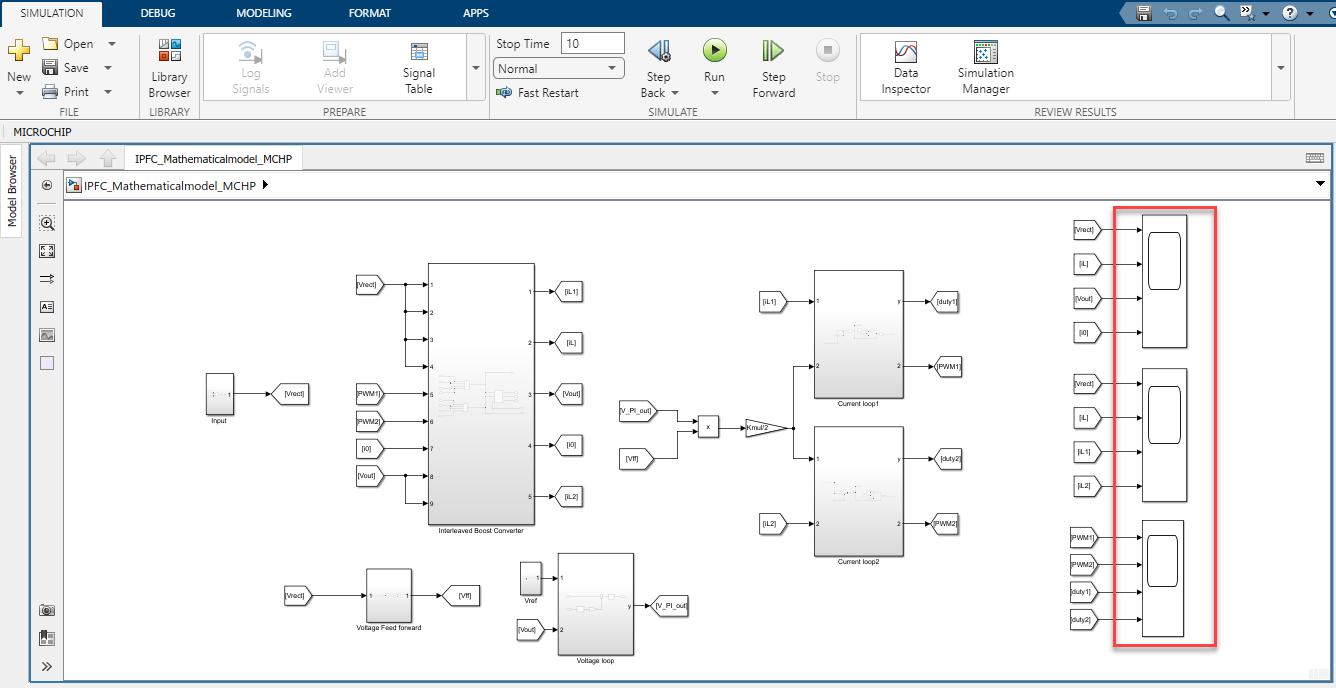 SIMULATION DEBUG MODELING FORMAT APPS
New Open Save Print FILE
Library Browser LIBRARY
Log Signals Add Viewer Signal Table PREPARE
Stop Time 10
Normal
Fast Restart
Step Back Run Step Forward Stop
SIMULATE
Data Inspector Simulation Manager
REVIEW RESULTS
MICROCHIP
Model Browser
IPFC_Mathematicalmodel_MCHP
IPFC_Mathematicalmodel_MCHP
1
Input
[Vrect]
[Vrect]
[PWM1]
[PWM2]
[i0]
[Vout]
1
2
3
4
5
6
7
8
9
1
2
3
4
5
Interleaved Boost Converter
[iL1]
[iL]
[Vout]
[i0]
[iL2]
[Vrect]
1
1
Voltage Feed forward
[Vff]
1
Vref
[Vout]
1
2
y
Voltage loop
[V_PI_out]
[V_PI_out]
[Vff]
x
Kmul/2
[iL1]
1
2
y
2
Current loop1
[duty1]
[PWM1]
[iL2]
1
2
y
2
Current loop2
[duty2]
[PWM2]
[Vrect]
[iL]
[Vout]
[i0]
[Vrect]
[iL]
[iL1]
[iL2]
[PWM1]
[PWM2]
[duty1]
[duty2]